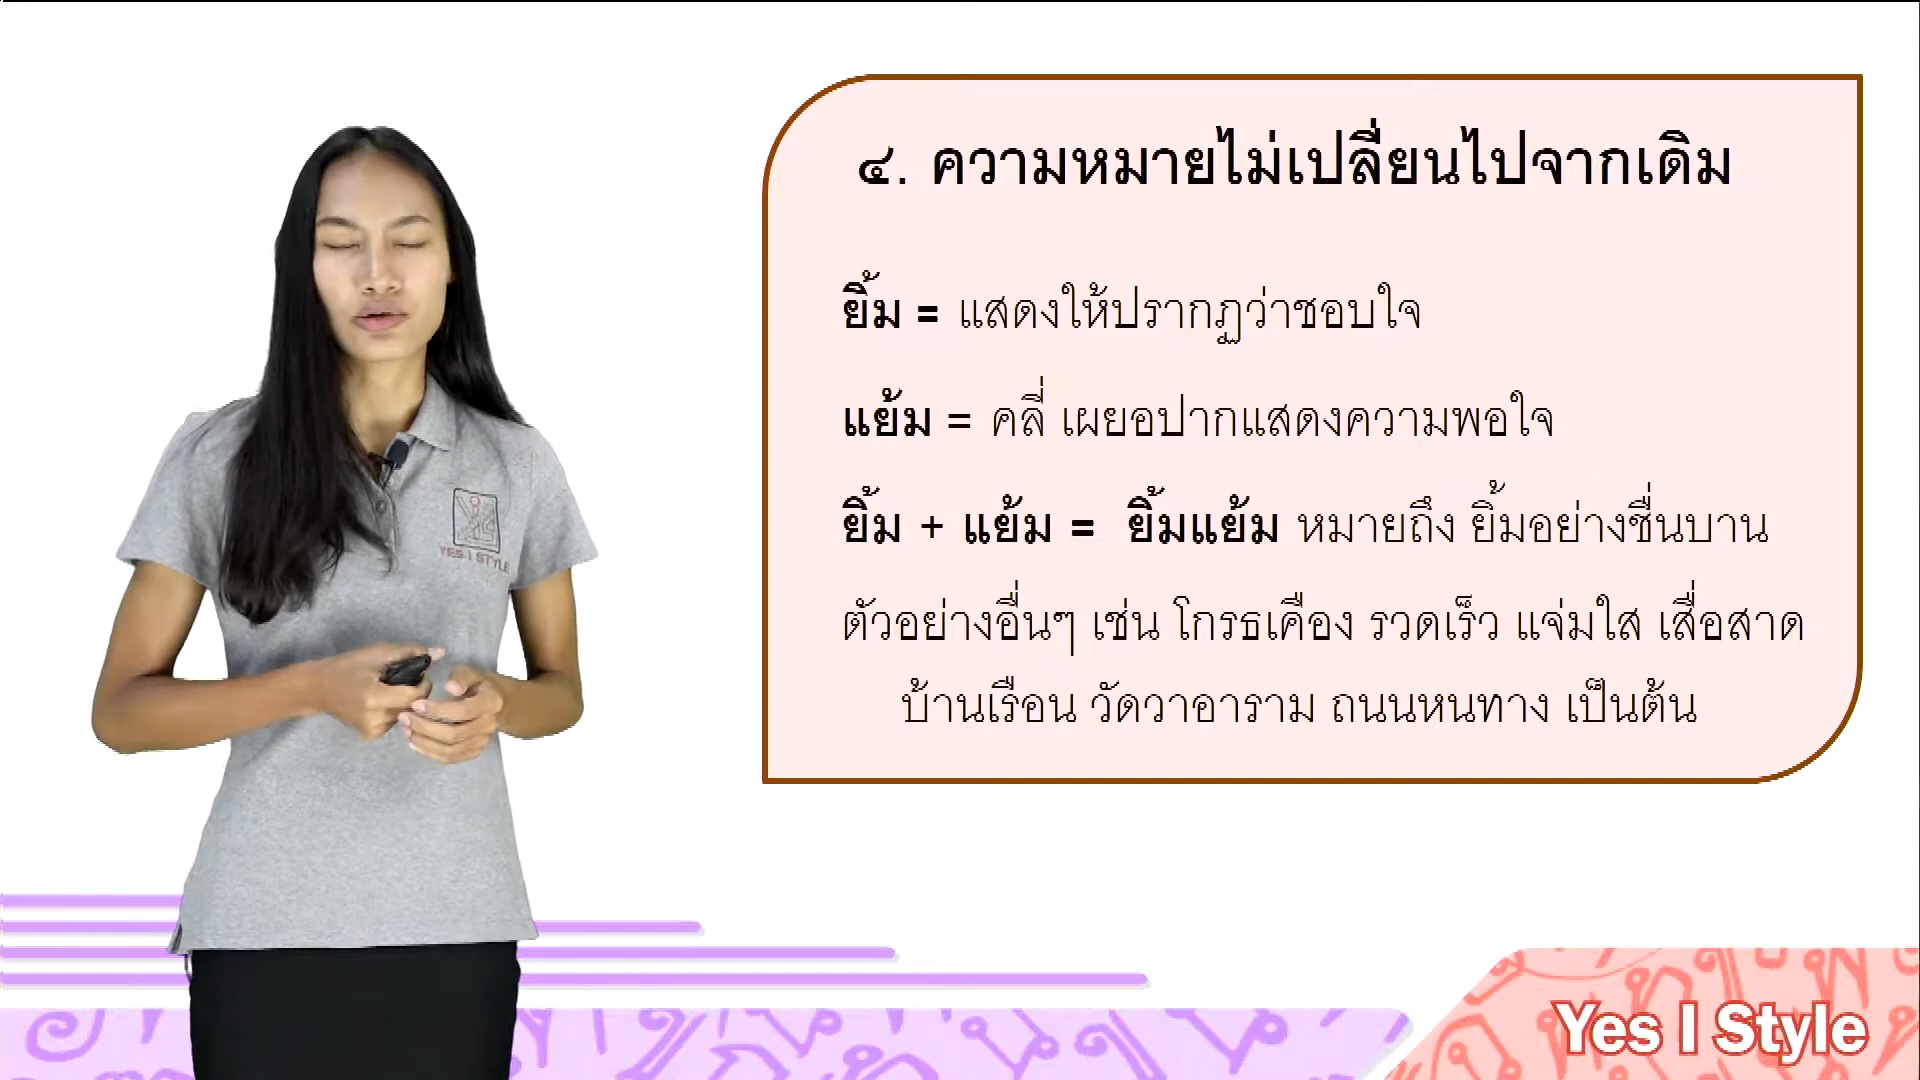 ๔. ความหมายไม่เปลี่ยนไปจากเดิม
ยิ้ม = แสดงให้ปรากฏว่าชอบใจ
แย้ม = คลี่ เผยอปากแสดงความพอใจ
ยิ้ม + แย้ม = ยิ้มแย้ม หมายถึง ยิ้มอย่างชื่นบาน
ตัวอย่างอื่นๆ เช่น โกรธเคือง รวดเร็ว แจ่มใส เสื่อสาด
บ้านเรือน วัดวาอาราม ถนนหนทาง เป็นต้น
YES I STYLE
Yes I Style